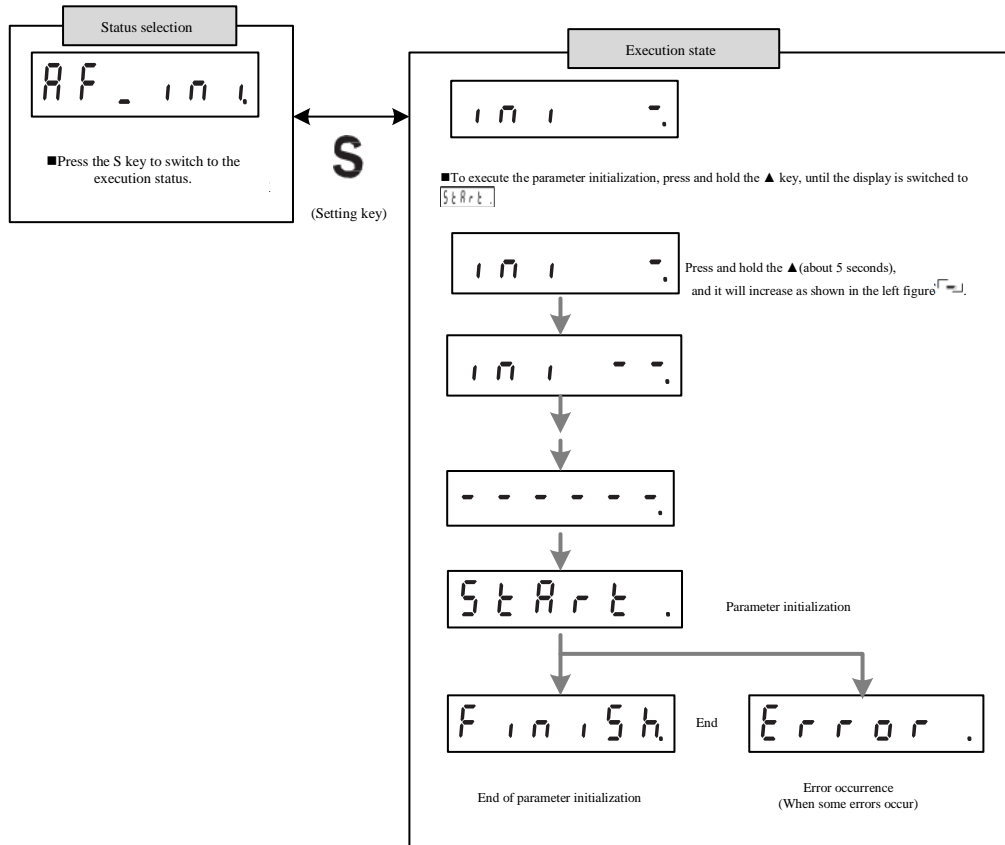 Status selection
AF_ ini.
■Press the S key to switch to the
execution status.
S
(Setting key)
Execution state
ini -.
■To execute the parameter initialization, press and hold the ▲ key, until the display is switched to
StArt.
ini -.
Press and hold the ▲(about 5 seconds),
and it will increase as shown in the left figure「-」.
ini - -.
- - - - - -.
StArt .
Parameter initialization
FiniSh.
End
Error .
End of parameter initialization
Error occurrence
(When some errors occur)